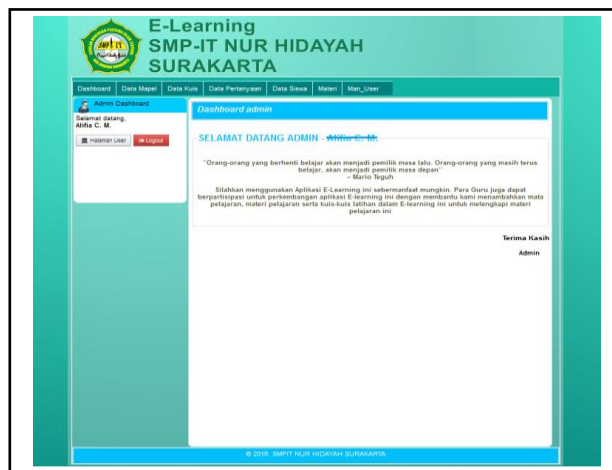 E-Learning
SMP-IT NUR HIDAYAH
SURAKARTA
SMP IT
Dashboard Data Mapel Data Kuis Data Pertanyaan Data Siswa Materi Man_User
Admin Dashboard
Selamat datang,
Alifia C. M.
Halaman User Logout
Dashboard admin
SELAMAT DATANG ADMIN - Alifia C. M.
"Orang-orang yang berhenti belajar akan menjadi pemilik masa lalu. Orang-orang yang masih terus
belajar, akan menjadi pemilik masa depan"
– Mario Teguh
Silahkan menggunakan Aplikasi E-Learning ini sebermanfaat mungkin. Para Guru juga dapat
berpartisipasi untuk perkembangan aplikasi E-learning ini dengan membantu kami menambahkan mata
pelajaran, materi pelajaran serta kuis-kuis latihan dalam E-learning ini untuk melengkapi materi
pelajaran ini
Terima Kasih
Admin
© 2015. SMPIT NUR HIDAYAH SURAKARTA